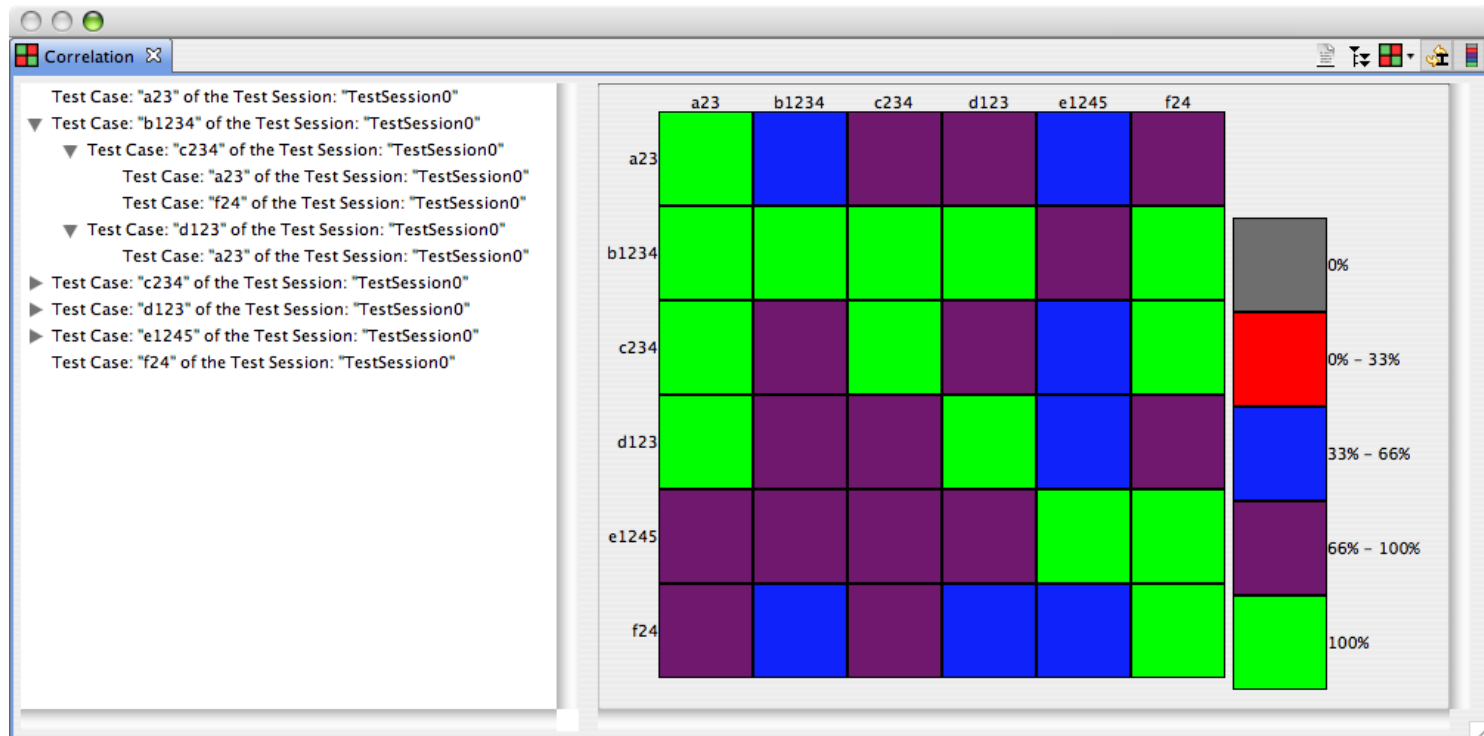 Correlation
Test Case: "a23" of the Test Session: "TestSession0"
Test Case: "b1234" of the Test Session: "TestSession0"
Test Case: "c234" of the Test Session: "TestSession0"
Test Case: "a23" of the Test Session: "TestSession0"
Test Case: "f24" of the Test Session: "TestSession0"
Test Case: "d123" of the Test Session: "TestSession0"
Test Case: "a23" of the Test Session: "TestSession0"
Test Case: "c234" of the Test Session: "TestSession0"
Test Case: "d123" of the Test Session: "TestSession0"
Test Case: "e1245" of the Test Session: "TestSession0"
Test Case: "f24" of the Test Session: "TestSession0"
a23 b1234 c234 d123 e1245 f24
a23
b1234
c234
d123
e1245
f24
0%
0% - 33%
33% - 66%
66% - 100%
100%